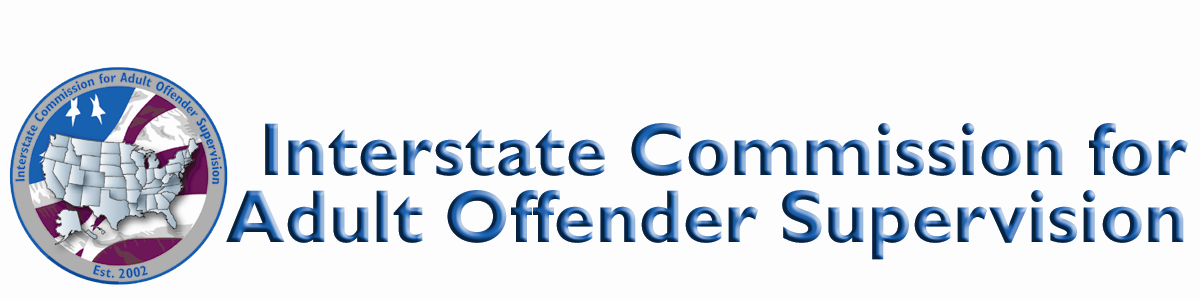 Interstate Commission for Adult Offender Supervision
Est. 2002
Interstate Commission for
Adult Offender Supervision